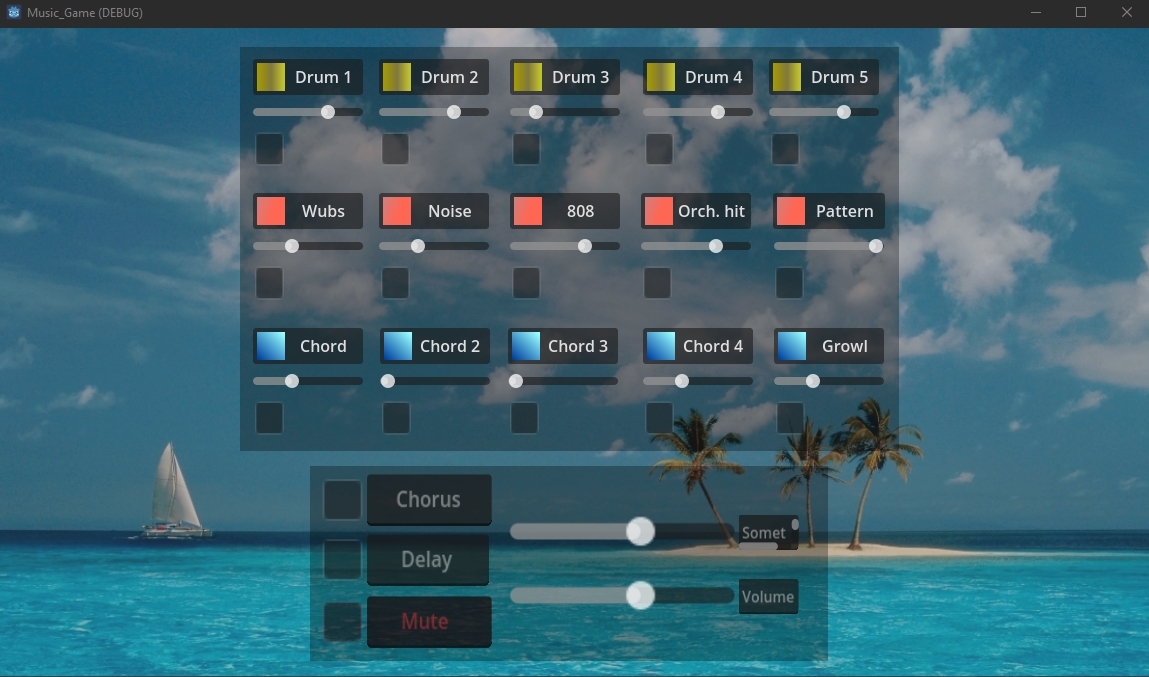 Music_Game (DEBUG)
Drum 1 Drum 2 Drum 3 Drum 4 Drum 5
Wubs Noise 808 Orch. hit Pattern
Chord Chord 2 Chord 3 Chord 4 Growl
Chorus
Somet
Delay
Volume
Mute